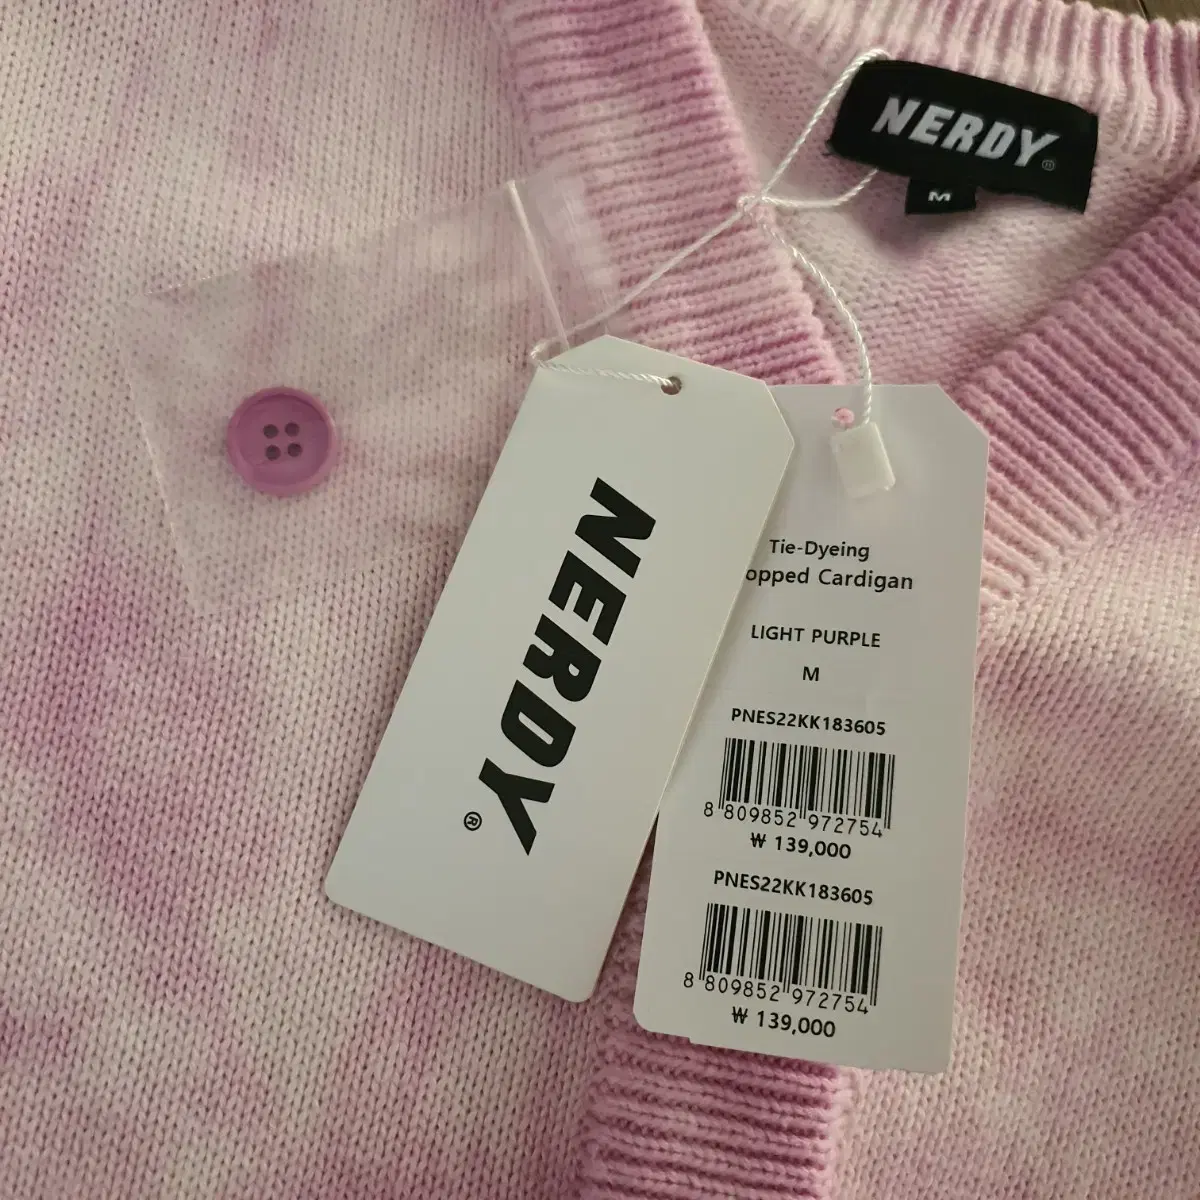 NERDY®
M
NERDY®
Tie-Dyeing
opped Cardigan
LIGHT PURPLE
M
PNES22KK183605
8 809852 972754
₩ 139,000
PNES22KK183605
8 809852 972754
₩ 139,000